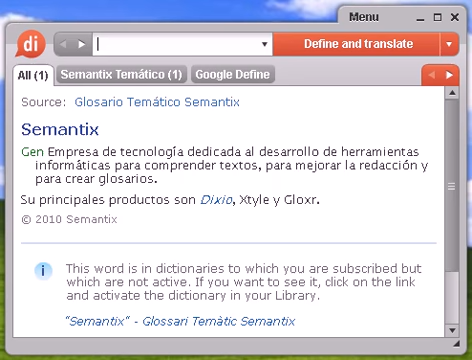 Menu
di
Define and translate
All (1)
Semantix Temático (1)
Google Define
Source: Glosario Temático Semantix
Semantix
Gen Empresa de tecnología dedicada al desarrollo de herramientas
informáticas para comprender textos, para mejorar la redacción y
para crear glosarios.
Su principales productos son Dixio, Xtyle y Gloxr.
© 2010 Semantix
i
This word is in dictionaries to which you are subscribed but
which are not active. If you want to see it, click on the link
and activate the dictionary in your Library.
"Semantix" - Glossari Temàtic Semantix